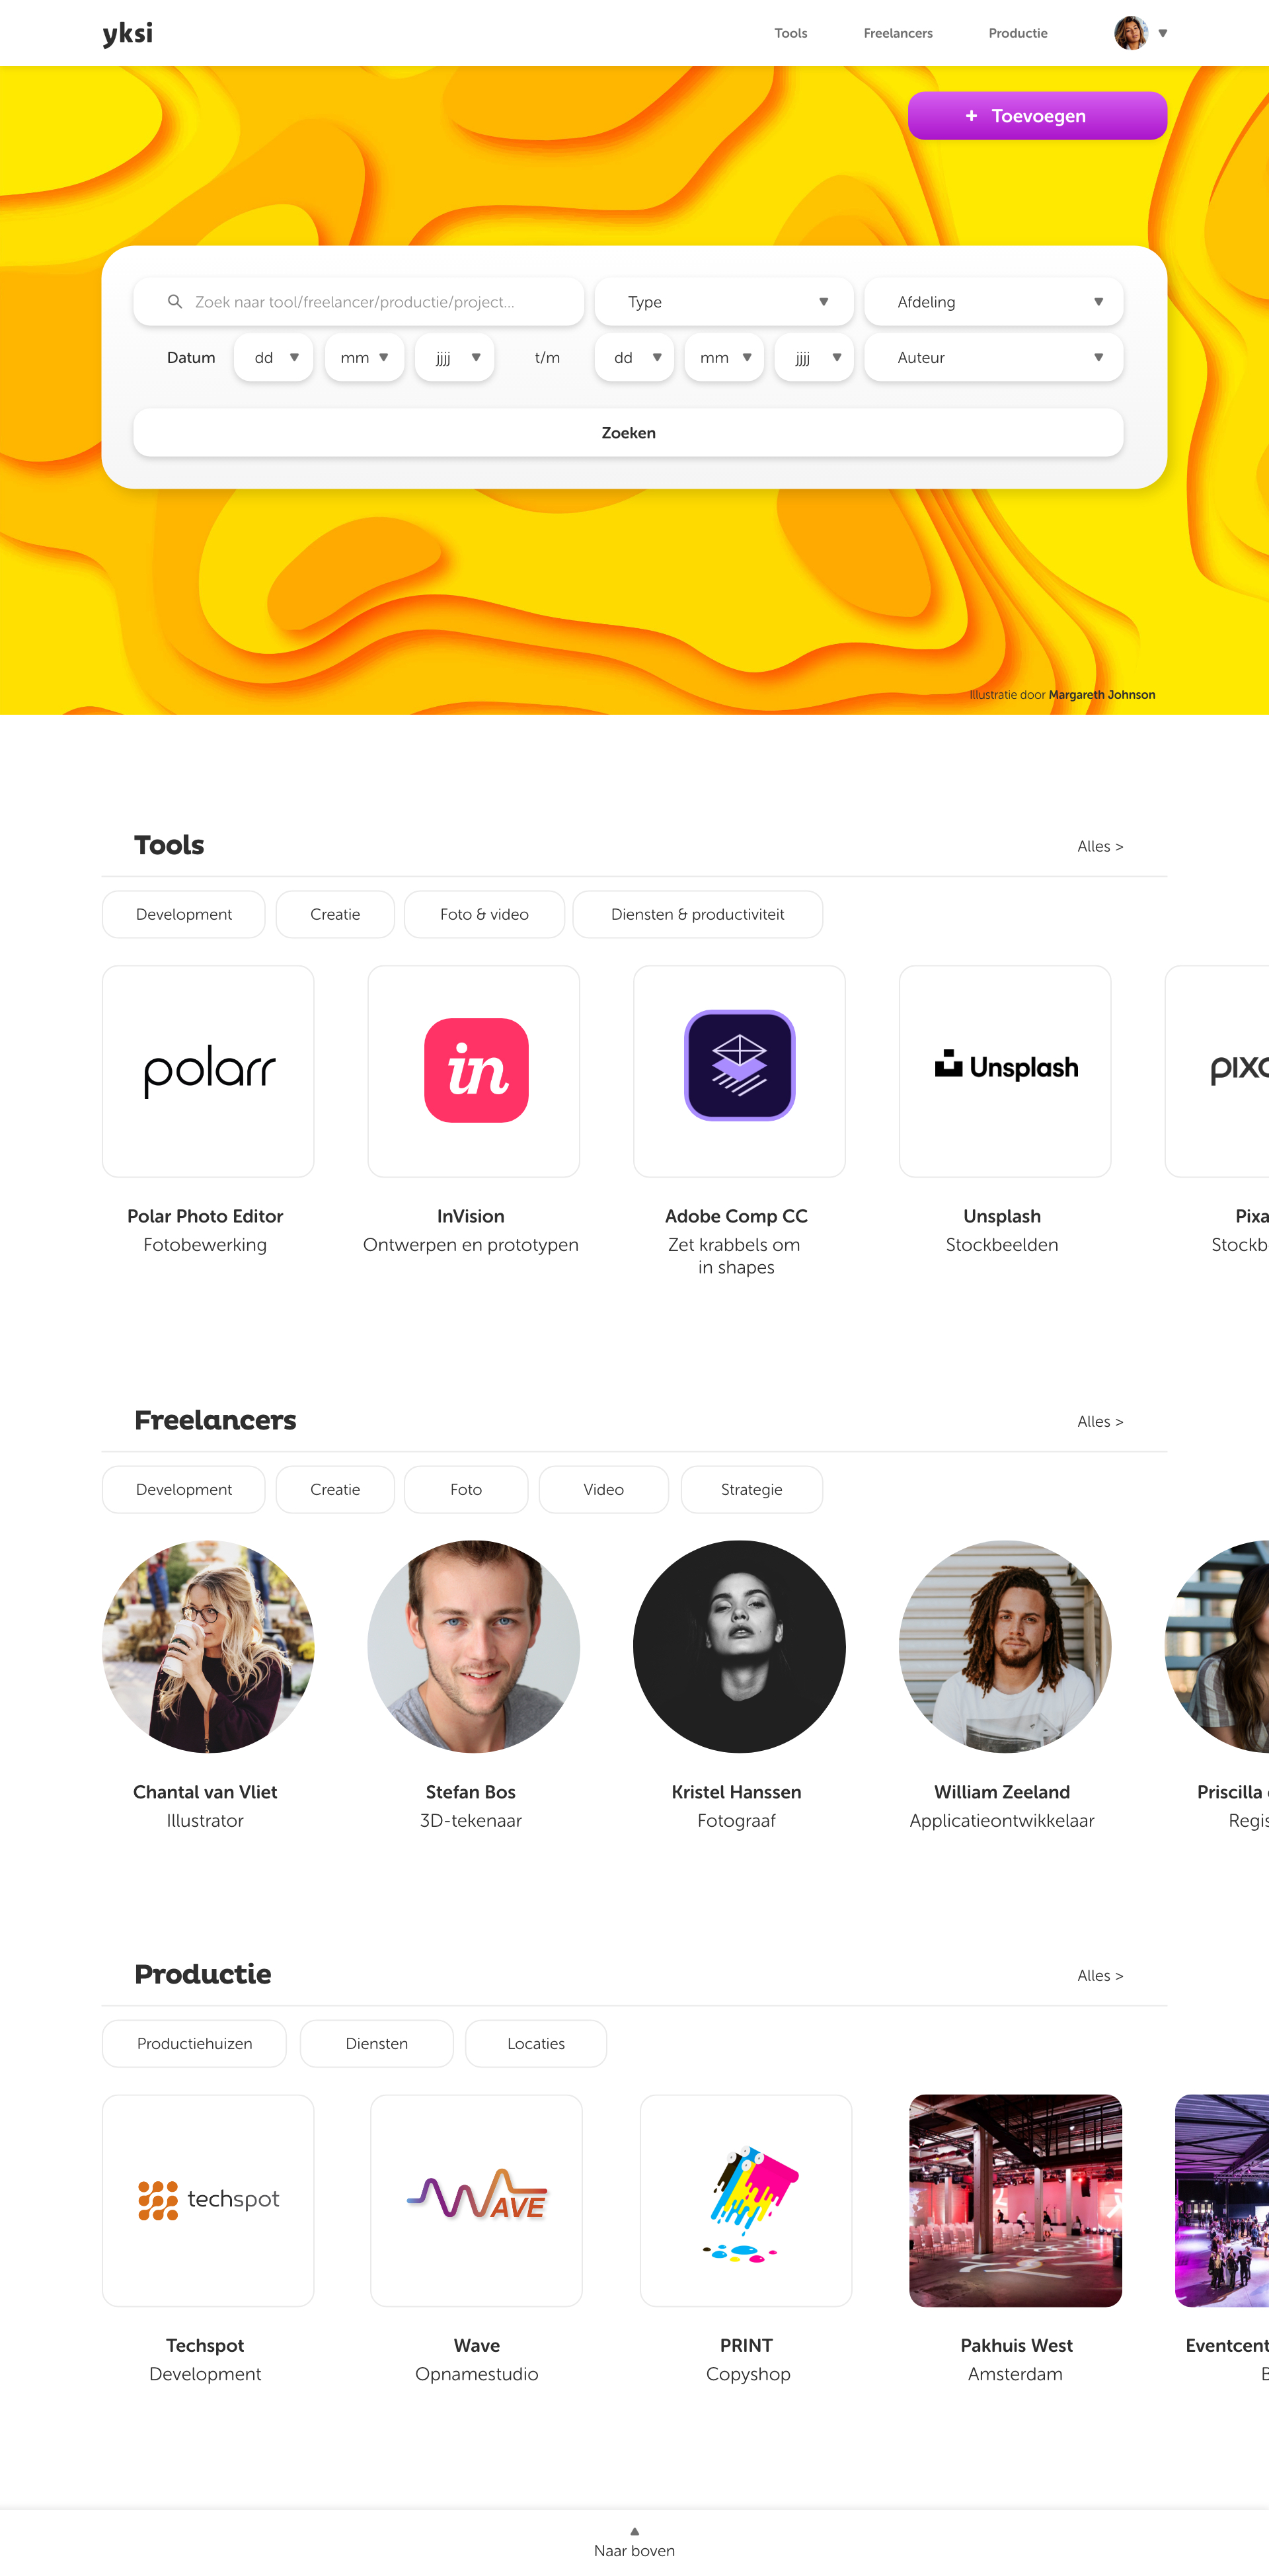 yksi
Tools Freelancers Productie
+ Toevoegen
Zoek naar tool/freelancer/productie/project... Type Afdeling
Datum dd mm jjjj t/m dd mm jjjj Auteur
Zoeken
Illustratie door Margareth Johnson
Tools Alles >
Development Creatie Foto & video Diensten & productiviteit
polarr in Unsplash
Polar Photo Editor InVision Adobe Comp CC Unsplash Pixa
Fotobewerking Ontwerpen en prototypen Zet krabbels om Stockbeelden Stockb
in shapes
Freelancers Alles >
Development Creatie Foto Video Strategie
Chantal van Vliet Stefan Bos Kristel Hanssen William Zeeland Priscilla
Illustrator 3D-tekenaar Fotograaf Applicatieontwikkelaar Regis
Productie Alles >
Productiehuizen Diensten Locaties
techspot WAVE
Techspot Wave PRINT Pakhuis West Eventcent
Development Opnamestudio Copyshop Amsterdam
Naar boven